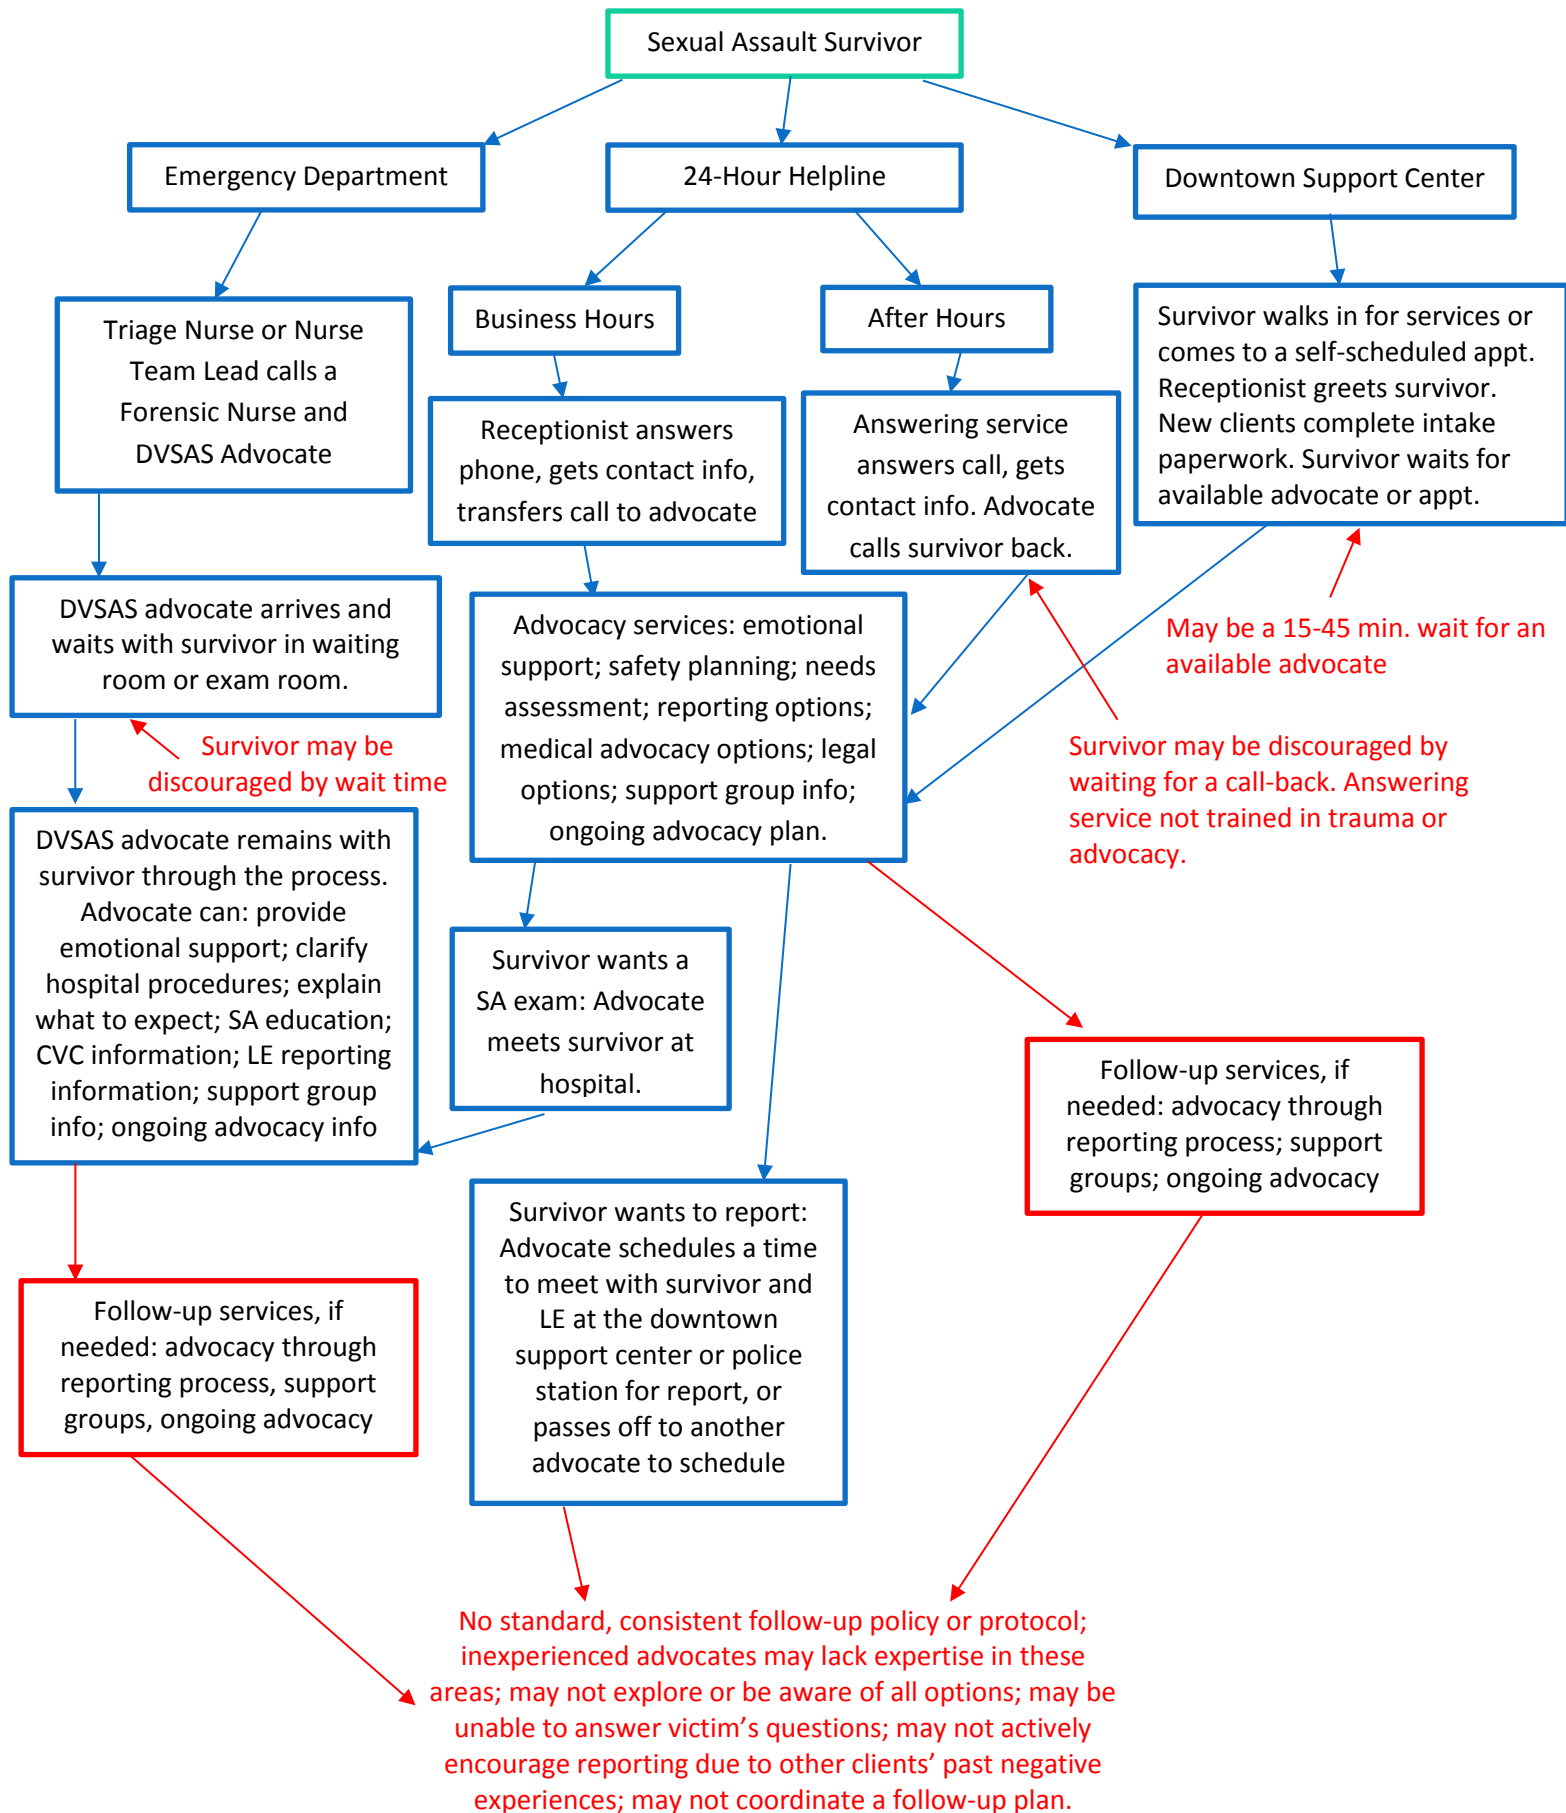 Sexual Assault Survivor
Emergency Department
24-Hour Helpline
Downtown Support Center
Triage Nurse or Nurse
Team Lead calls a
Forensic Nurse and
DVSAS Advocate
Business Hours
After Hours
Survivor walks in for services or
comes to a self-scheduled appt.
Receptionist greets survivor.
New clients complete intake
paperwork. Survivor waits for
available advocate or appt.
Receptionist answers
phone, gets contact info,
transfers call to advocate
Answering service
answers call, gets
contact info. Advocate
calls survivor back.
DVSAS advocate arrives and
waits with survivor in waiting
room or exam room.
Advocacy services: emotional
support; safety planning; needs
assessment; reporting options;
medical advocacy options; legal
options; support group info;
ongoing advocacy plan.
May be a 15-45 min. wait for an
available advocate
Survivor may be
discouraged by wait time
Survivor may be discouraged by
waiting for a call-back. Answering
service not trained in trauma or
advocacy.
DVSAS advocate remains with
survivor through the process.
Advocate can: provide
emotional support; clarify
hospital procedures; explain
what to expect; SA education;
CVC information; LE reporting
information; support group
info; ongoing advocacy info
Survivor wants a
SA exam: Advocate
meets survivor at
hospital.
Follow-up services, if
needed: advocacy through
reporting process; support
groups; ongoing advocacy
Survivor wants to report:
Advocate schedules a time
to meet with survivor and
LE at the downtown
support center or police
station for report, or
passes off to another
advocate to schedule
Follow-up services, if
needed: advocacy through
reporting process, support
groups, ongoing advocacy
No standard, consistent follow-up policy or protocol;
inexperienced advocates may lack expertise in these
areas; may not explore or be aware of all options; may be
unable to answer victim’s questions; may not actively
encourage reporting due to other clients’ past negative
experiences; may not coordinate a follow-up plan.